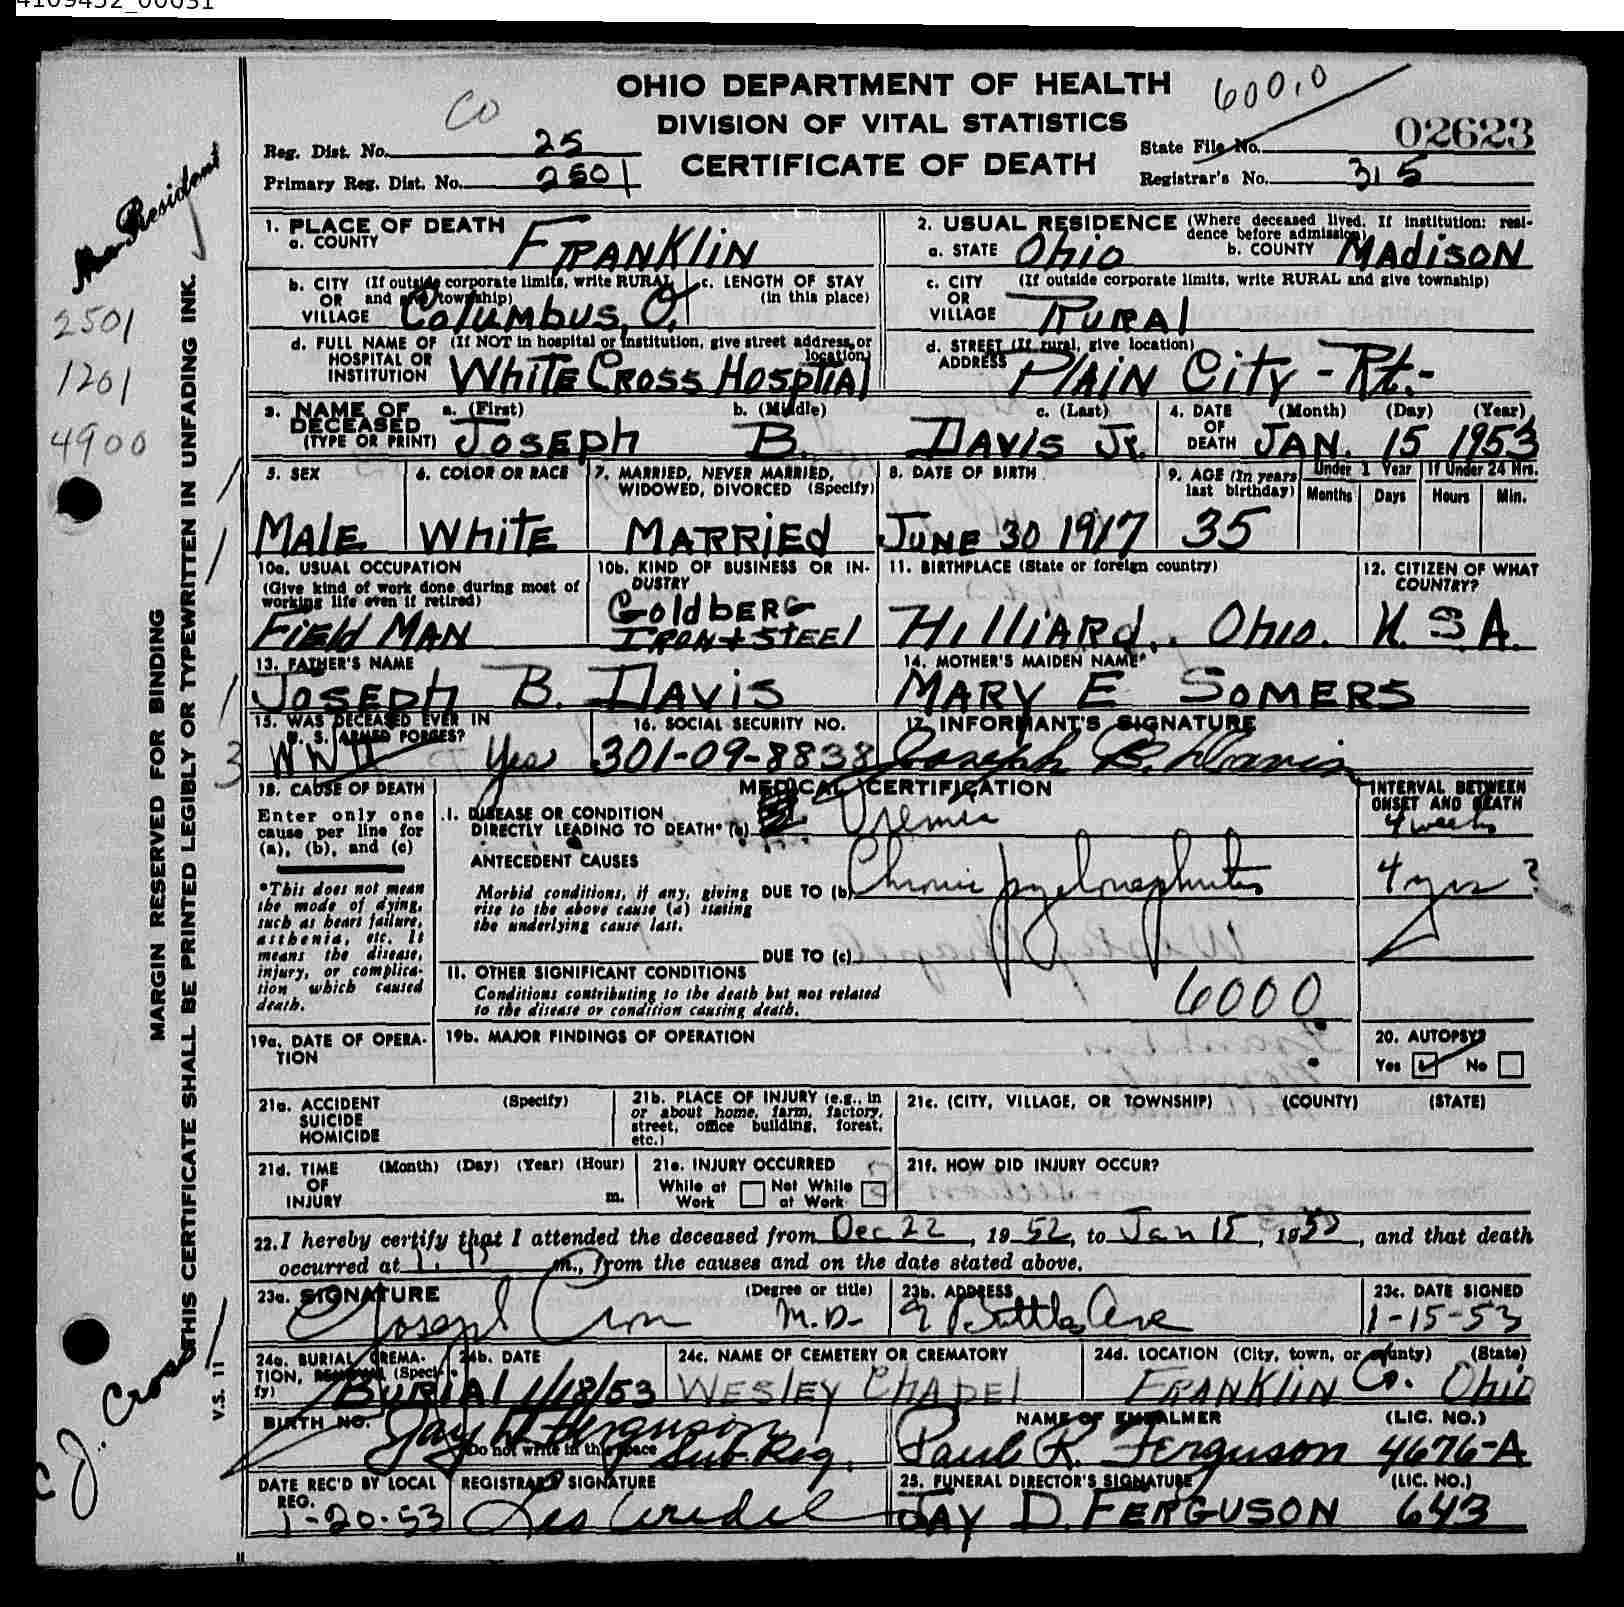 4109452_00031
OHIO DEPARTMENT OF HEALTH
DIVISION OF VITAL STATISTICS
CERTIFICATE OF DEATH
CO
600.0
Reg. Dist. No. 25
Primary Reg. Dist. No. 2501
State File No. 02623
Registrar's No. 315
Non Resident
2501
1201
4900
MARGIN RESERVED FOR BINDING
THIS CERTIFICATE SHALL BE PRINTED LEGIBLY OR TYPEWRITTEN IN UNFADING INK.
V.S. 11
1. PLACE OF DEATH
a. COUNTY FRANKLIN
2. USUAL RESIDENCE (Where deceased lived. If institution: resi-
dence before admission)
a. STATE Ohio b. COUNTY MADISON
b. CITY (If outside corporate limits, write RURAL
OR and give township)
VILLAGE Columbus, O.
c. LENGTH OF STAY
(in this place)
c. CITY (If outside corporate limits, write RURAL and give township)
OR
VILLAGE RURAL
d. FULL NAME OF (If NOT in hospital or institution, give street address or
HOSPITAL OR location)
INSTITUTION WHITE CROSS HOSPTIAL
d. STREET (If rural, give location)
ADDRESS PLAIN CITY - RT.-
3. NAME OF DECEASED a. (First) b. (Middle) c. (Last)
(TYPE OR PRINT) JOSEPH B. DAVIS Jr.
4. DATE OF DEATH (Month) (Day) (Year)
JAN. 15 1953
5. SEX
MALE
6. COLOR OR RACE
WHITE
7. MARRIED, NEVER MARRIED,
WIDOWED, DIVORCED (Specify)
MARRIED
8. DATE OF BIRTH
JUNE 30 1917
9. AGE (In years
last birthday)
35
Under 1 Year
Months Days
If Under 24 Hrs.
Hours Min.
10a. USUAL OCCUPATION
(Give kind of work done during most of
working life even if retired)
FIELD MAN
10b. KIND OF BUSINESS OR IN-
DUSTRY
GOLDBERG
IRON + STEEL
11. BIRTHPLACE (State or foreign country)
HILLIARD, OHIO.
12. CITIZEN OF WHAT
COUNTRY?
U.S.A.
13. FATHER'S NAME
JOSEPH B. DAVIS
14. MOTHER'S MAIDEN NAME
MARY E SOMERS
15. WAS DECEASED EVER IN
U. S. ARMED FORCES?
WW II Yes
16. SOCIAL SECURITY NO.
301-09-8838
17. INFORMANT'S SIGNATURE
Joseph B. Davis
3
18. CAUSE OF DEATH
Enter only one
cause per line for
(a), (b), and (c)
*This does not mean
the mode of dying,
such as heart failure,
asthenia, etc. It
means the disease,
injury, or complica-
tion which caused
death.
MEDICAL CERTIFICATION
I. DISEASE OR CONDITION
DIRECTLY LEADING TO DEATH* (a) Uremia
ANTECEDENT CAUSES
Morbid conditions, if any, giving
rise to the above cause (a) stating
the underlying cause last.
DUE TO (b) Chronic pyelonephritis
DUE TO (c)
INTERVAL BETWEEN
ONSET AND DEATH
4 weeks
4 yrs ?
II. OTHER SIGNIFICANT CONDITIONS
Conditions contributing to the death but not related
to the disease or condition causing death.
6000
19a. DATE OF OPERA-
TION
19b. MAJOR FINDINGS OF OPERATION
20. AUTOPSY?
Yes ☑ No ☐
21a. ACCIDENT (Specify)
SUICIDE
HOMICIDE
21b. PLACE OF INJURY (e.g., in
or about home, farm, factory,
street, office building, forest,
etc.)
21c. (CITY, VILLAGE, OR TOWNSHIP) (COUNTY) (STATE)
21d. TIME (Month) (Day) (Year) (Hour)
OF
INJURY m.
21e. INJURY OCCURRED
While at Work ☐ Not While at Work ☐
21f. HOW DID INJURY OCCUR?
22. I hereby certify that I attended the deceased from Dec 22, 1952, to Jan 15, 1953, and that death
occurred at m., from the causes and on the date stated above.
23a. SIGNATURE (Degree or title)
Joseph Cron M.D.
23b. ADDRESS
9 Buttles Ave
23c. DATE SIGNED
1-15-53
24a. BURIAL, CREMA-
TION, REMOVAL (Speci-
fy) BURIAL
24b. DATE
1/18/53
24c. NAME OF CEMETERY OR CREMATORY
WESLEY CHAPEL
24d. LOCATION (City, town, or county) (State)
FRANKLIN Co. Ohio
J. Cron
BIRTH NO.
Do not write in this space
Jay D. Ferguson
Sub. Reg.
NAME OF EMBALMER (LIC. NO.)
Paul R. Ferguson 4676-A
DATE REC'D BY LOCAL
REG.
1-20-53
REGISTRAR'S SIGNATURE
25. FUNERAL DIRECTOR'S SIGNATURE (LIC. NO.)
JAY D. FERGUSON 643